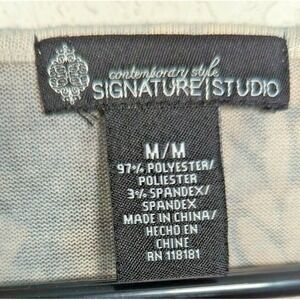 contemporary style
SIGNATURE|STUDIO
M/M
97% POLYESTER/
POLIESTER
3% SPANDEX/
SPANDEX
MADE IN CHINA/
HECHO EN
CHINE
RN 118181